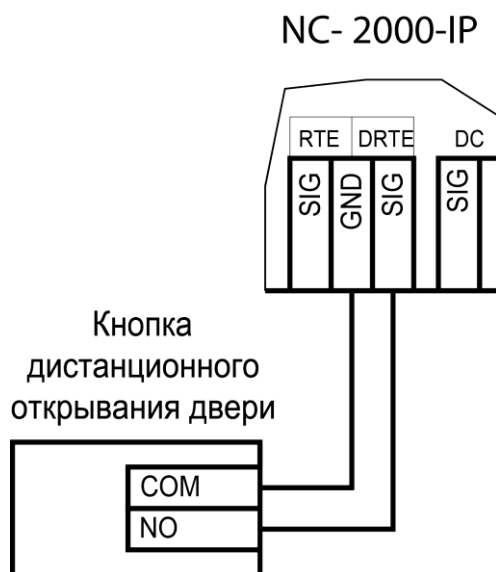 NC- 2000-IP
RTE DRTE DC
SIG GND SIG SIG
Кнопка
дистанционного
открывания двери
COM
NO